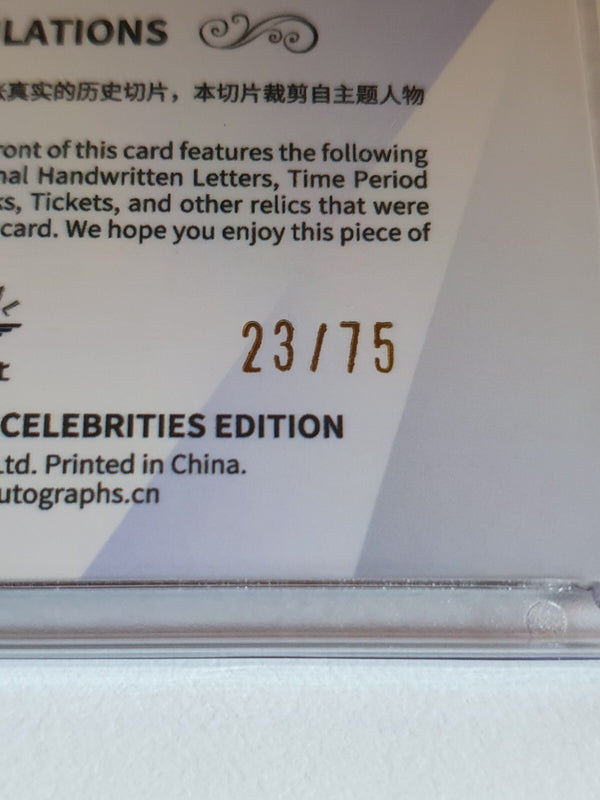 LATIONS
真实的历史切片，本切片裁剪自主题人物
ront of this card features the following
nal Handwritten Letters, Time Period
ks, Tickets, and other relics that were
card. We hope you enjoy this piece of
23/75
CELEBRITIES EDITION
Ltd. Printed in China.
utographs.cn